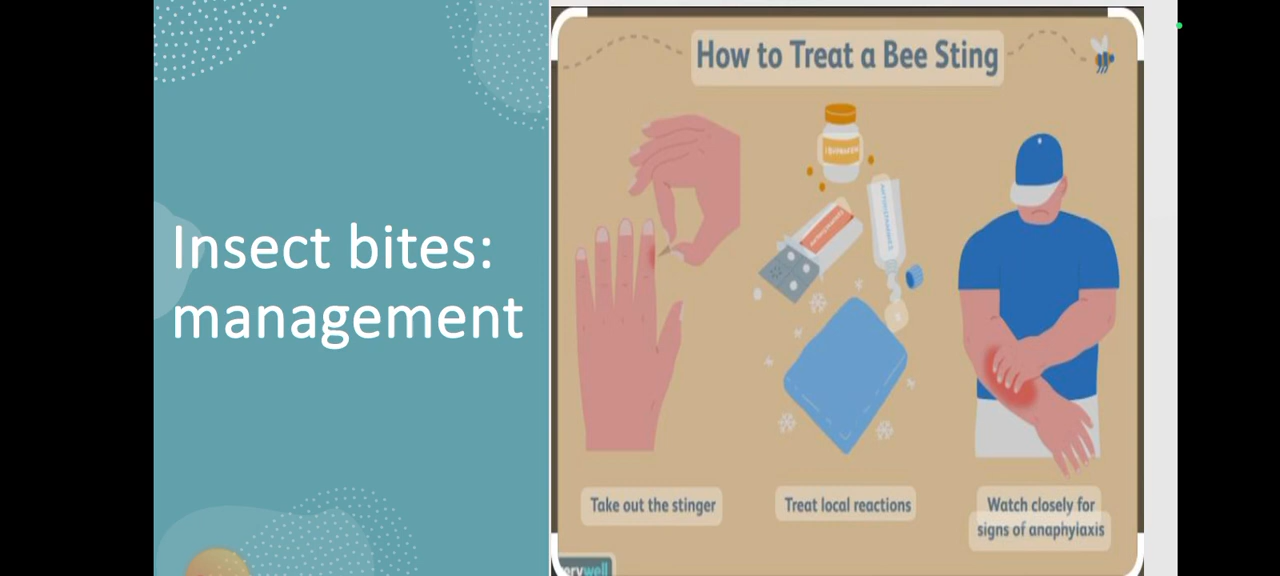 Insect bites:
management
How to Treat a Bee Sting
Take out the stinger
Treat local reactions
Watch closely for
signs of anaphylaxis